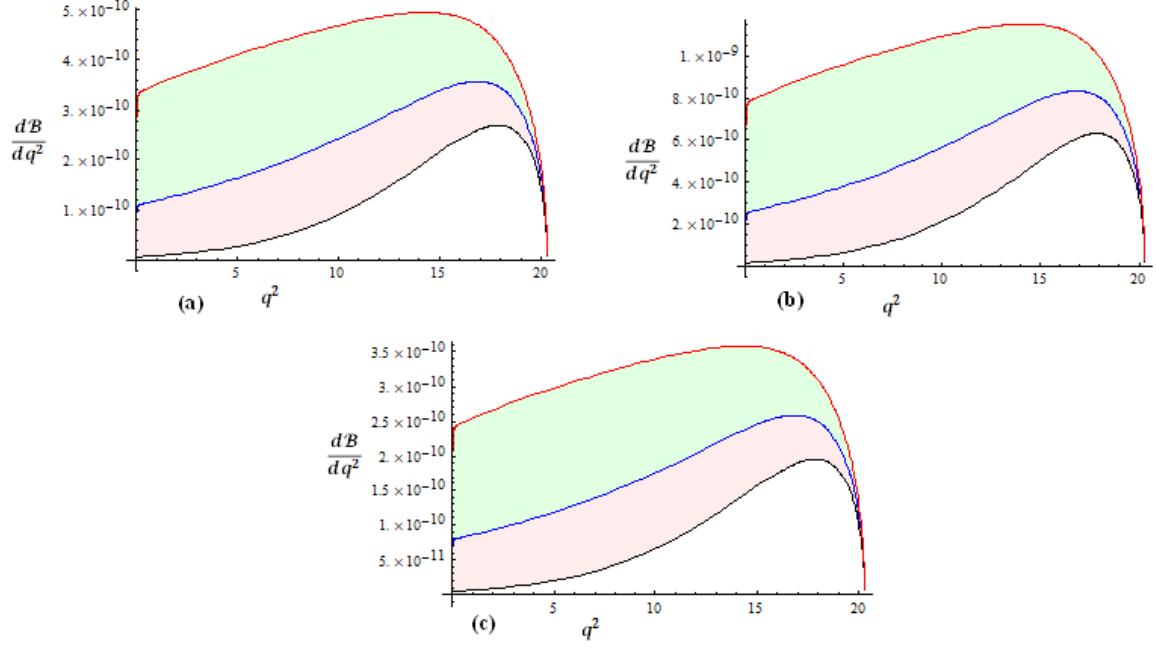 5. × 10⁻¹⁰
4. × 10⁻¹⁰
3. × 10⁻¹⁰
2. × 10⁻¹⁰
1. × 10⁻¹⁰
dB
dq²
5 10 15 20
(a) q²
1. × 10⁻⁹
8. × 10⁻¹⁰
6. × 10⁻¹⁰
4. × 10⁻¹⁰
2. × 10⁻¹⁰
dB
dq²
5 10 15 20
(b) q²
3.5 × 10⁻¹⁰
3. × 10⁻¹⁰
2.5 × 10⁻¹⁰
2. × 10⁻¹⁰
1.5 × 10⁻¹⁰
1. × 10⁻¹⁰
5. × 10⁻¹¹
dB
dq²
5 10 15 20
(c) q²